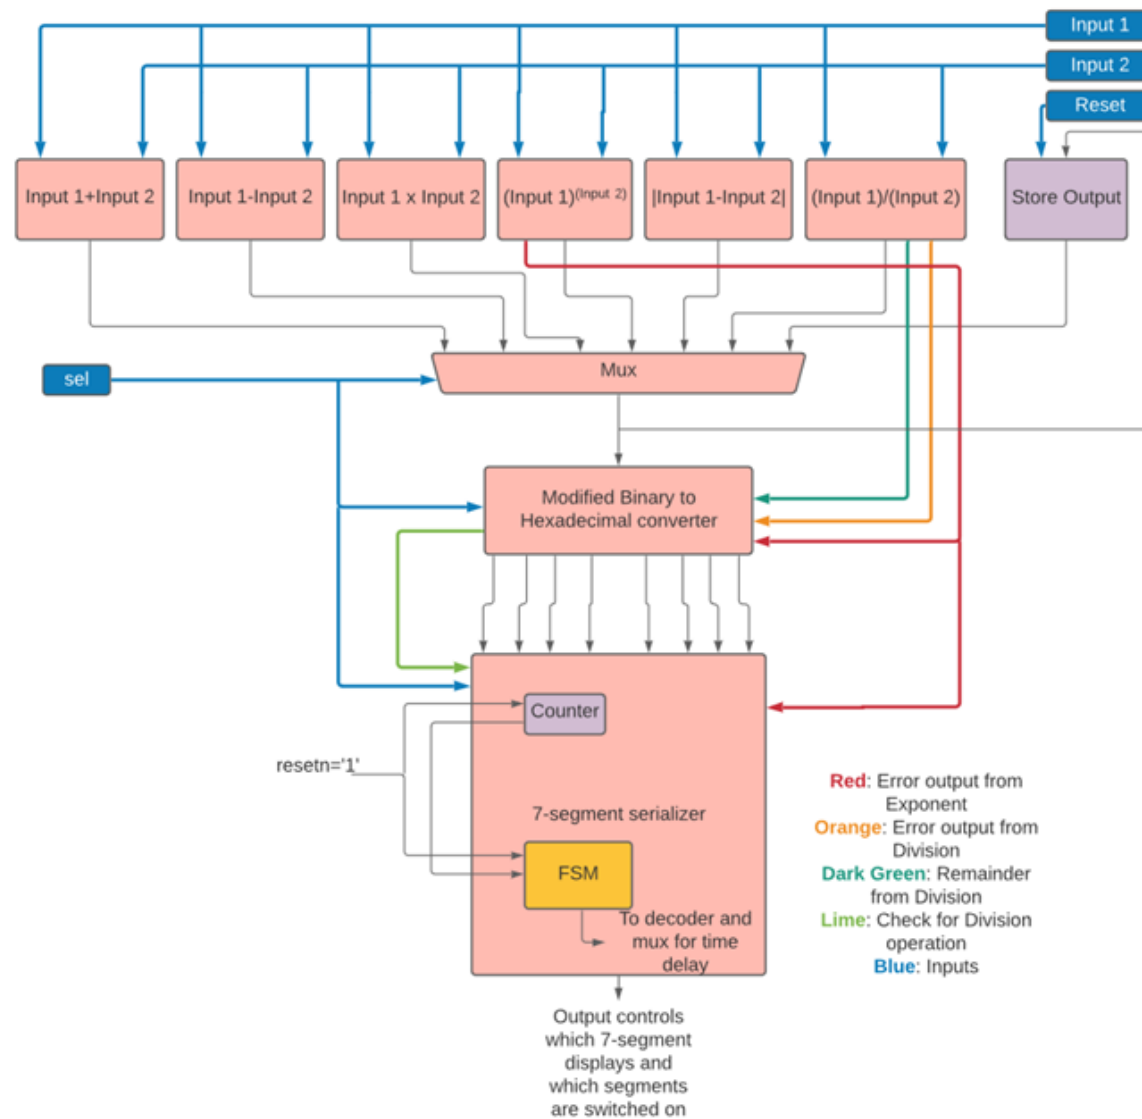 Input 1
Input 2
Reset
Input 1+Input 2
Input 1-Input 2
Input 1 x Input 2
(Input 1)^(Input 2)
|Input 1-Input 2|
(Input 1)/(Input 2)
Store Output
Mux
sel
Modified Binary to
Hexadecimal converter
Counter
resetn='1'
7-segment serializer
FSM
To decoder and
mux for time
delay
Red: Error output from
Exponent
Orange: Error output from
Division
Dark Green: Remainder
from Division
Lime: Check for Division
operation
Blue: Inputs
Output controls
which 7-segment
displays and
which segments
are switched on